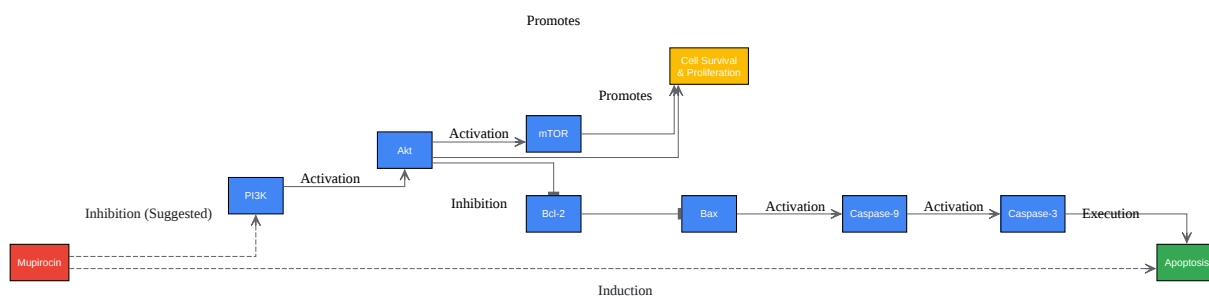 Promotes
Cell Survival
& Proliferation
Promotes
Activation
mTOR
Akt
Activation
PI3K
Inhibition
Inhibition (Suggested)
Bcl-2
Bax
Activation
Caspase-9
Activation
Caspase-3
Execution
Mupirocin
Apoptosis
Induction